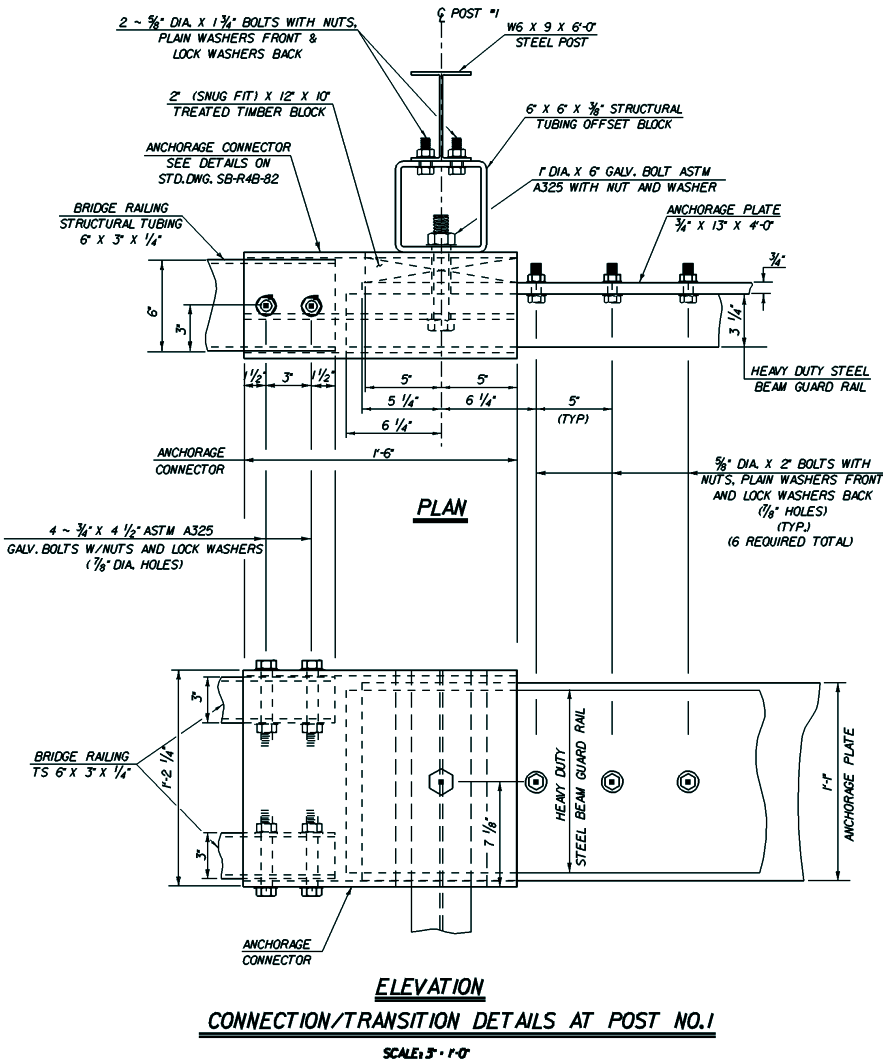 ℄ POST #1
2 ~ ⅝" DIA. X 1 ¾" BOLTS WITH NUTS,
PLAIN WASHERS FRONT &
LOCK WASHERS BACK
W6 X 9 X 6'-0"
STEEL POST
2" (SNUG FIT) X 12" X 10"
TREATED TIMBER BLOCK
6" X 6" X ⅜" STRUCTURAL
TUBING OFFSET BLOCK
ANCHORAGE CONNECTOR
SEE DETAILS ON
STD.DWG. SB-R4B-82
1" DIA. X 6" GALV. BOLT ASTM
A325 WITH NUT AND WASHER
BRIDGE RAILING
STRUCTURAL TUBING
6" X 3" X ¼"
ANCHORAGE PLATE
¾" X 13" X 4'-0"
¾"
6"
3"
3 ¼"
HEAVY DUTY STEEL
BEAM GUARD RAIL
1½"
3"
1½"
5"
5"
5 ¼"
6 ¼"
5"
(TYP)
6 ¼"
ANCHORAGE
CONNECTOR
1'-6"
PLAN
⅝" DIA. X 2" BOLTS WITH
NUTS, PLAIN WASHERS FRONT
AND LOCK WASHERS BACK
(⅞" HOLES)
(TYP.)
(6 REQUIRED TOTAL)
4 ~ ¾" X 4 ½" ASTM A325
GALV. BOLTS W/NUTS AND LOCK WASHERS
(⅞" DIA. HOLES)
3"
BRIDGE RAILING
TS 6" X 3" X ¼"
1'-2 ¼"
3"
7 ⅛"
HEAVY DUTY
STEEL BEAM GUARD RAIL
1'-1"
ANCHORAGE PLATE
ANCHORAGE
CONNECTOR
ELEVATION
CONNECTION/TRANSITION DETAILS AT POST NO.1
SCALE: 3" = 1'-0"